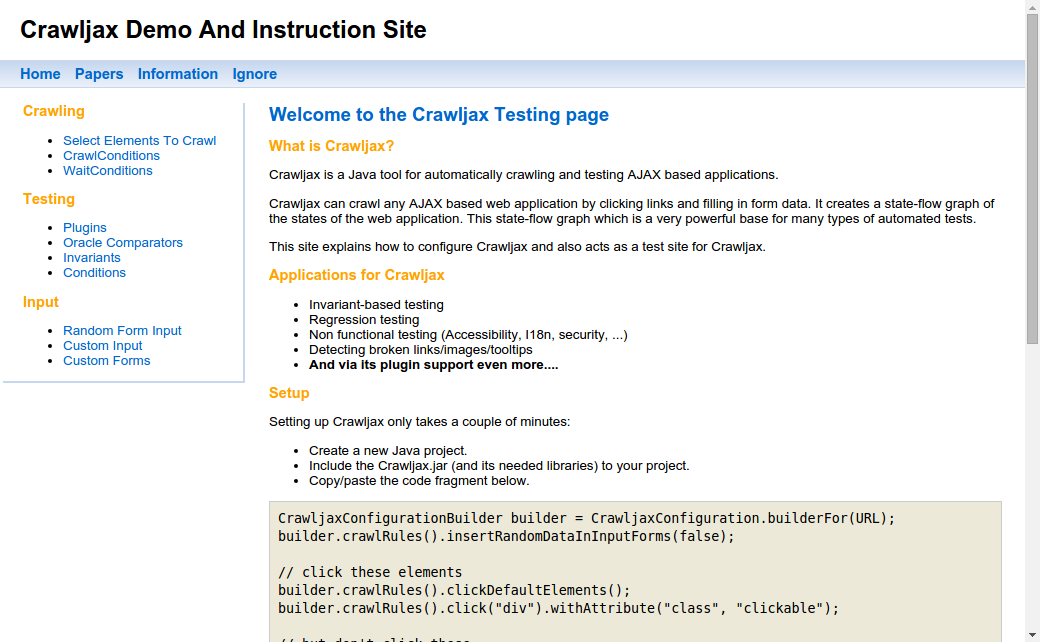 Crawljax Demo And Instruction Site
Home Papers Information Ignore
Crawling
Select Elements To Crawl
CrawlConditions
WaitConditions
Testing
Plugins
Oracle Comparators
Invariants
Conditions
Input
Random Form Input
Custom Input
Custom Forms
Welcome to the Crawljax Testing page
What is Crawljax?
Crawljax is a Java tool for automatically crawling and testing AJAX based applications.
Crawljax can crawl any AJAX based web application by clicking links and filling in form data. It creates a state-flow graph of
the states of the web application. This state-flow graph which is a very powerful base for many types of automated tests.
This site explains how to configure Crawljax and also acts as a test site for Crawljax.
Applications for Crawljax
Invariant-based testing
Regression testing
Non functional testing (Accessibility, I18n, security, ...)
Detecting broken links/images/tooltips
And via its plugin support even more....
Setup
Setting up Crawljax only takes a couple of minutes:
Create a new Java project.
Include the Crawljax.jar (and its needed libraries) to your project.
Copy/paste the code fragment below.
CrawljaxConfigurationBuilder builder = CrawljaxConfiguration.builderFor(URL);
builder.crawlRules().insertRandomDataInInputForms(false);
// click these elements
builder.crawlRules().clickDefaultElements();
builder.crawlRules().click("div").withAttribute("class", "clickable");